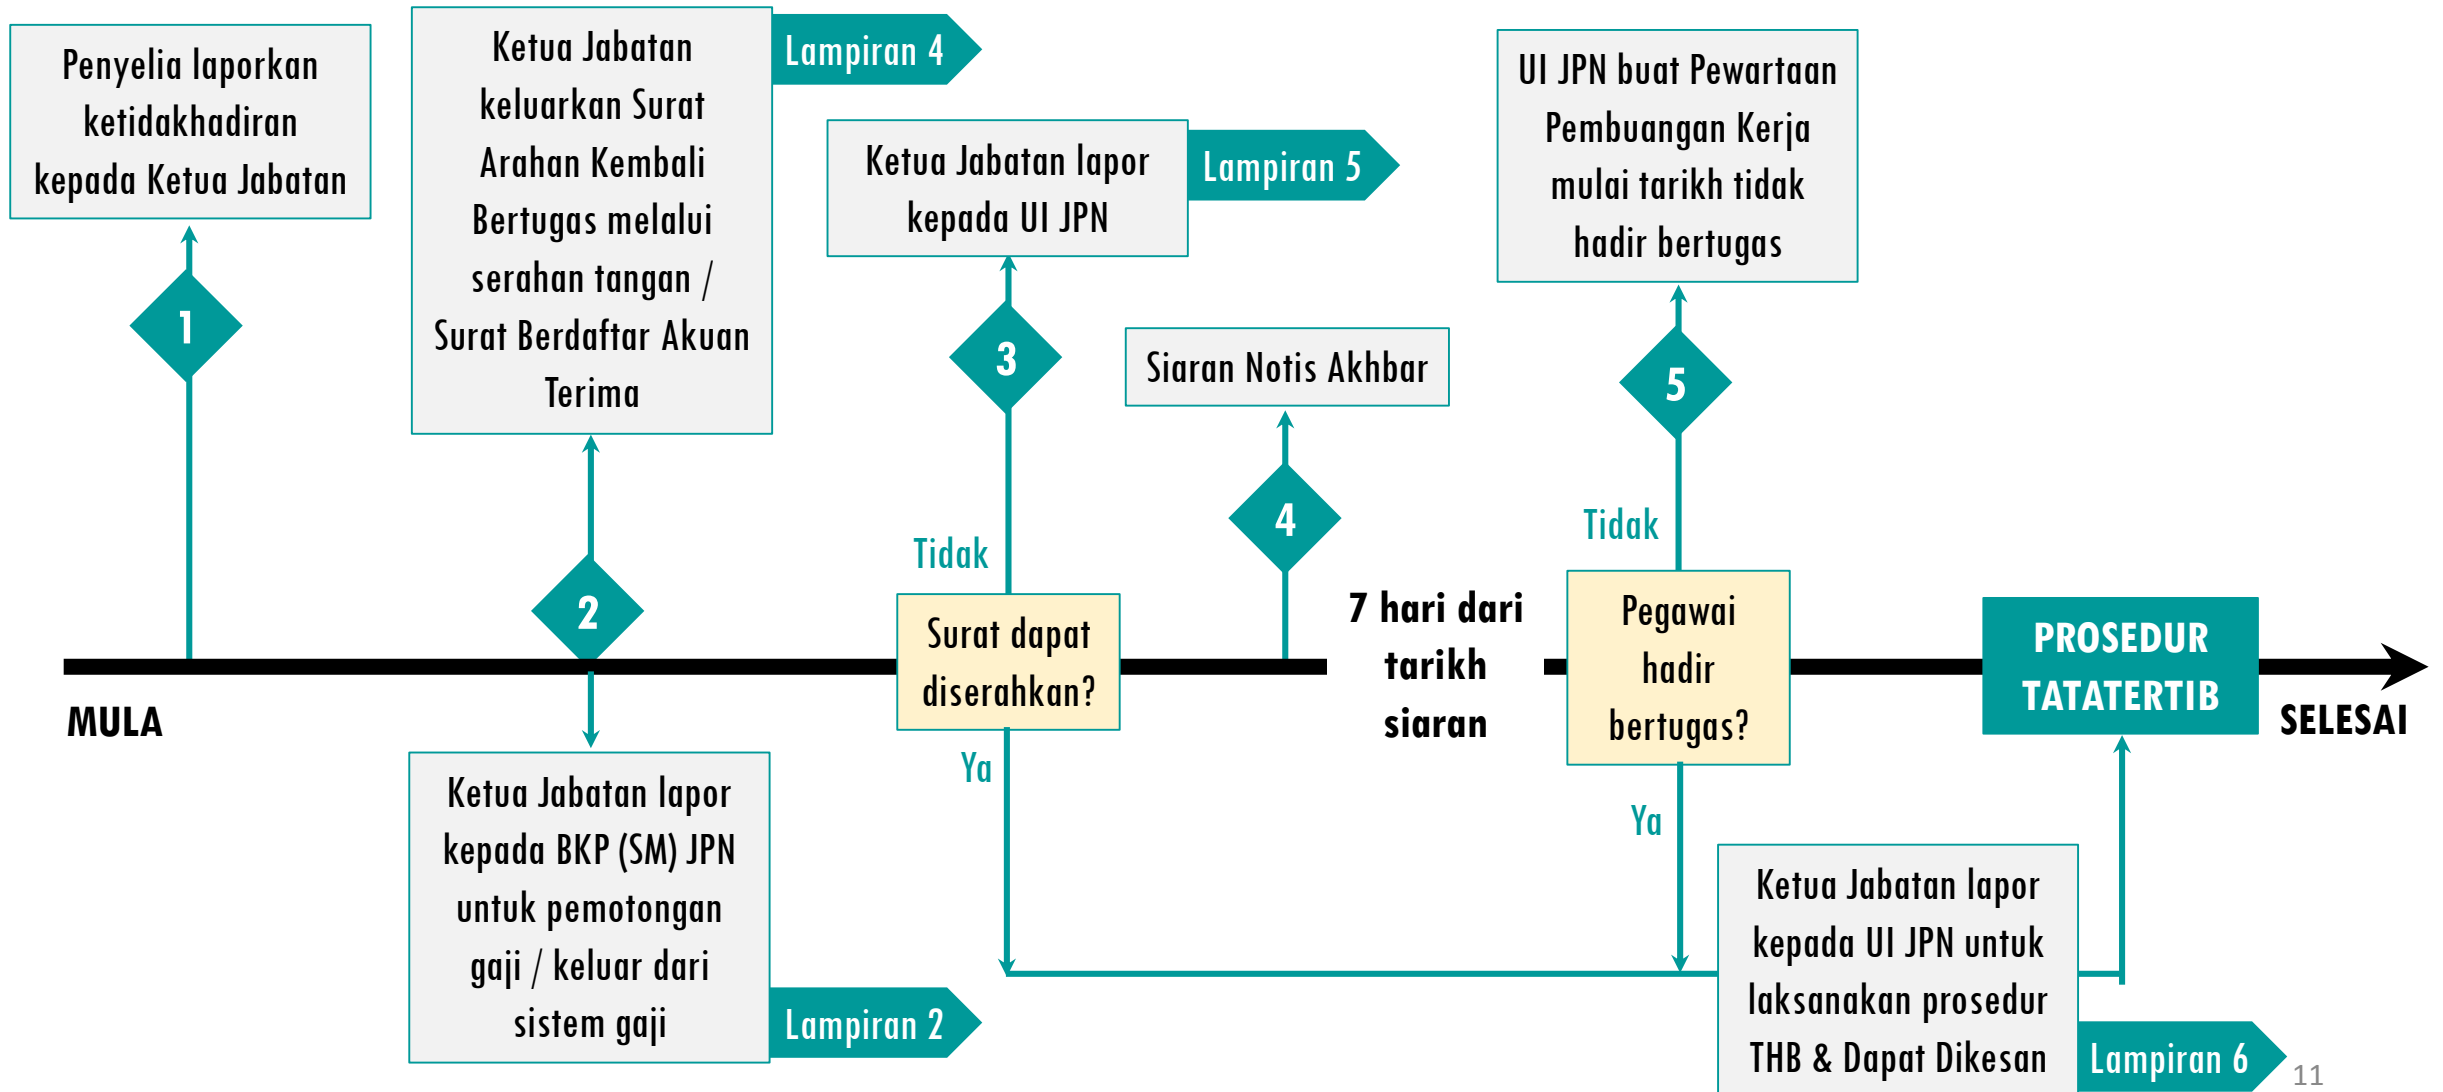 Penyelia laporkan
ketidakhadiran
kepada Ketua Jabatan
1
Ketua Jabatan
keluarkan Surat
Arahan Kembali
Bertugas melalui
serahan tangan /
Surat Berdaftar Akuan
Terima
Lampiran 4
2
Ketua Jabatan lapor
kepada BKP (SM) JPN
untuk pemotongan
gaji / keluar dari
sistem gaji
Lampiran 2
Ketua Jabatan lapor
kepada UI JPN
Lampiran 5
3
Tidak
Surat dapat
diserahkan?
Ya
Siaran Notis Akhbar
4
7 hari dari
tarikh
siaran
UI JPN buat Pewartaan
Pembuangan Kerja
mulai tarikh tidak
hadir bertugas
5
Tidak
Pegawai
hadir
bertugas?
Ya
Ketua Jabatan lapor
kepada UI JPN untuk
laksanakan prosedur
THB & Dapat Dikesan
Lampiran 6
PROSEDUR
TATATERTIB
MULA
SELESAI
11